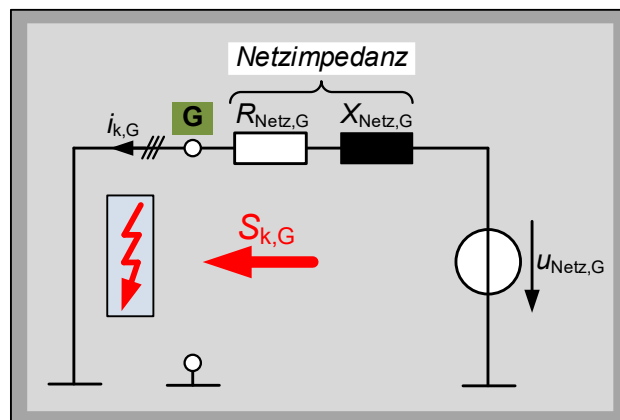 Netzimpedanz
G
R_Netz,G
X_Netz,G
i_k,G
S_k,G
u_Netz,G